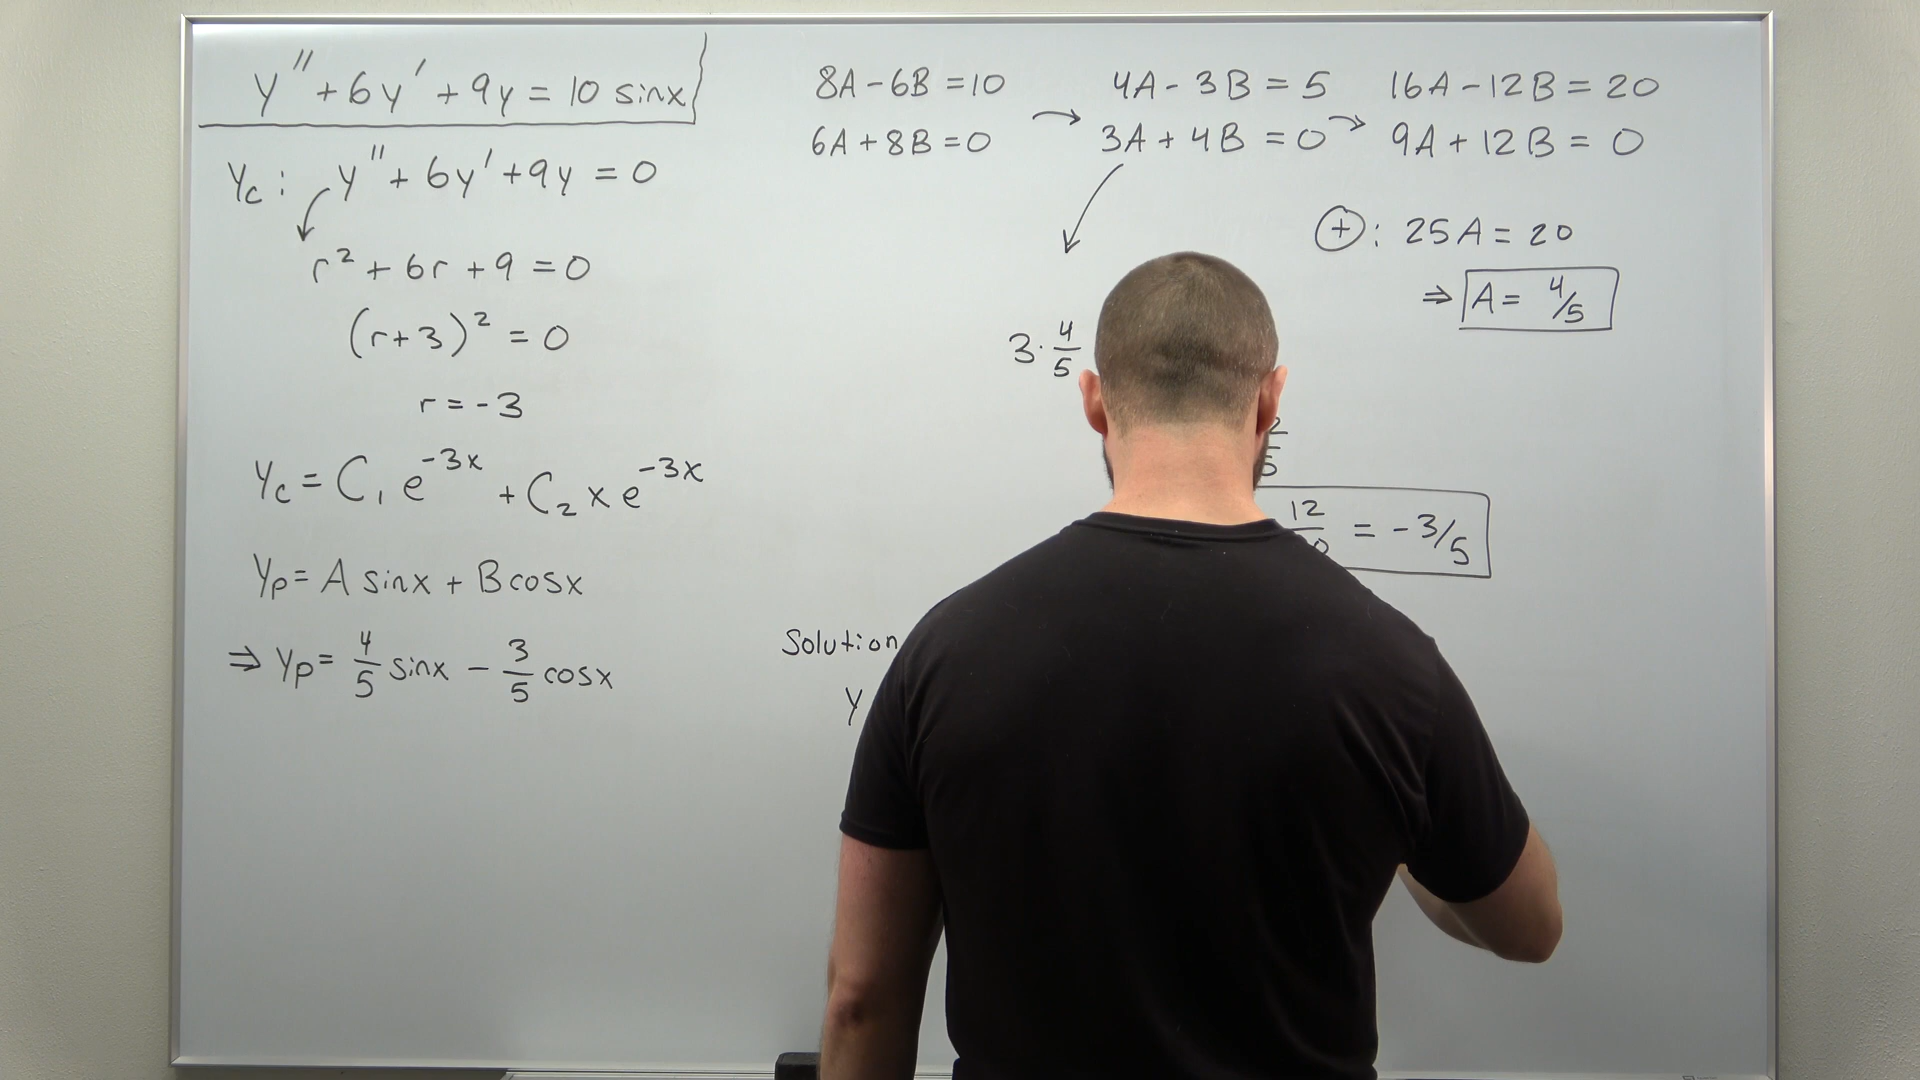 y'' + 6y' + 9y = 10 sinx
Yc : y'' + 6y' + 9y = 0
r² + 6r + 9 = 0
(r+3)² = 0
r = -3
Yc = C₁ e^{-3x} + C₂ x e^{-3x}
Yp = A sinx + B cosx
⇒ Yp = 4/5 sinx - 3/5 cosx
8A - 6B = 10 4A - 3B = 5 16A - 12B = 20
6A + 8B = 0 → 3A + 4B = 0 → 9A + 12B = 0
⊕ : 25A = 20
⇒ A = 4/5
3 · 4/5
12 = -3/5
Solution
y